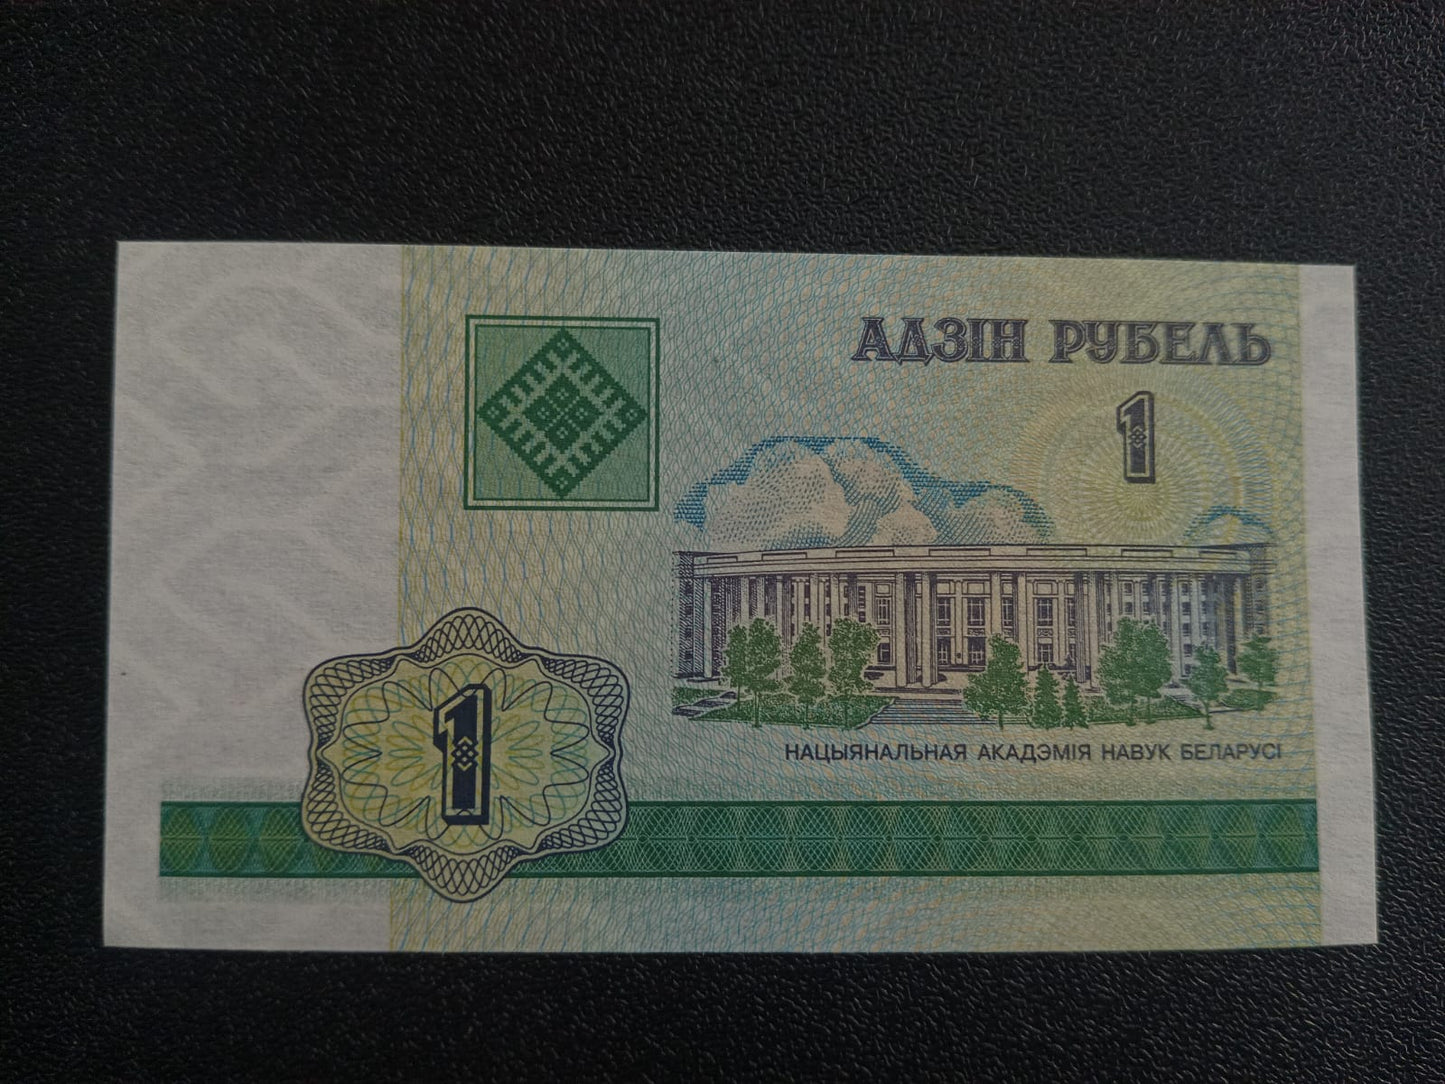 АДЗІН РУБЕЛЬ
1
НАЦЫЯНАЛЬНАЯ АКАДЭМІЯ НАВУК БЕЛАРУСІ
1